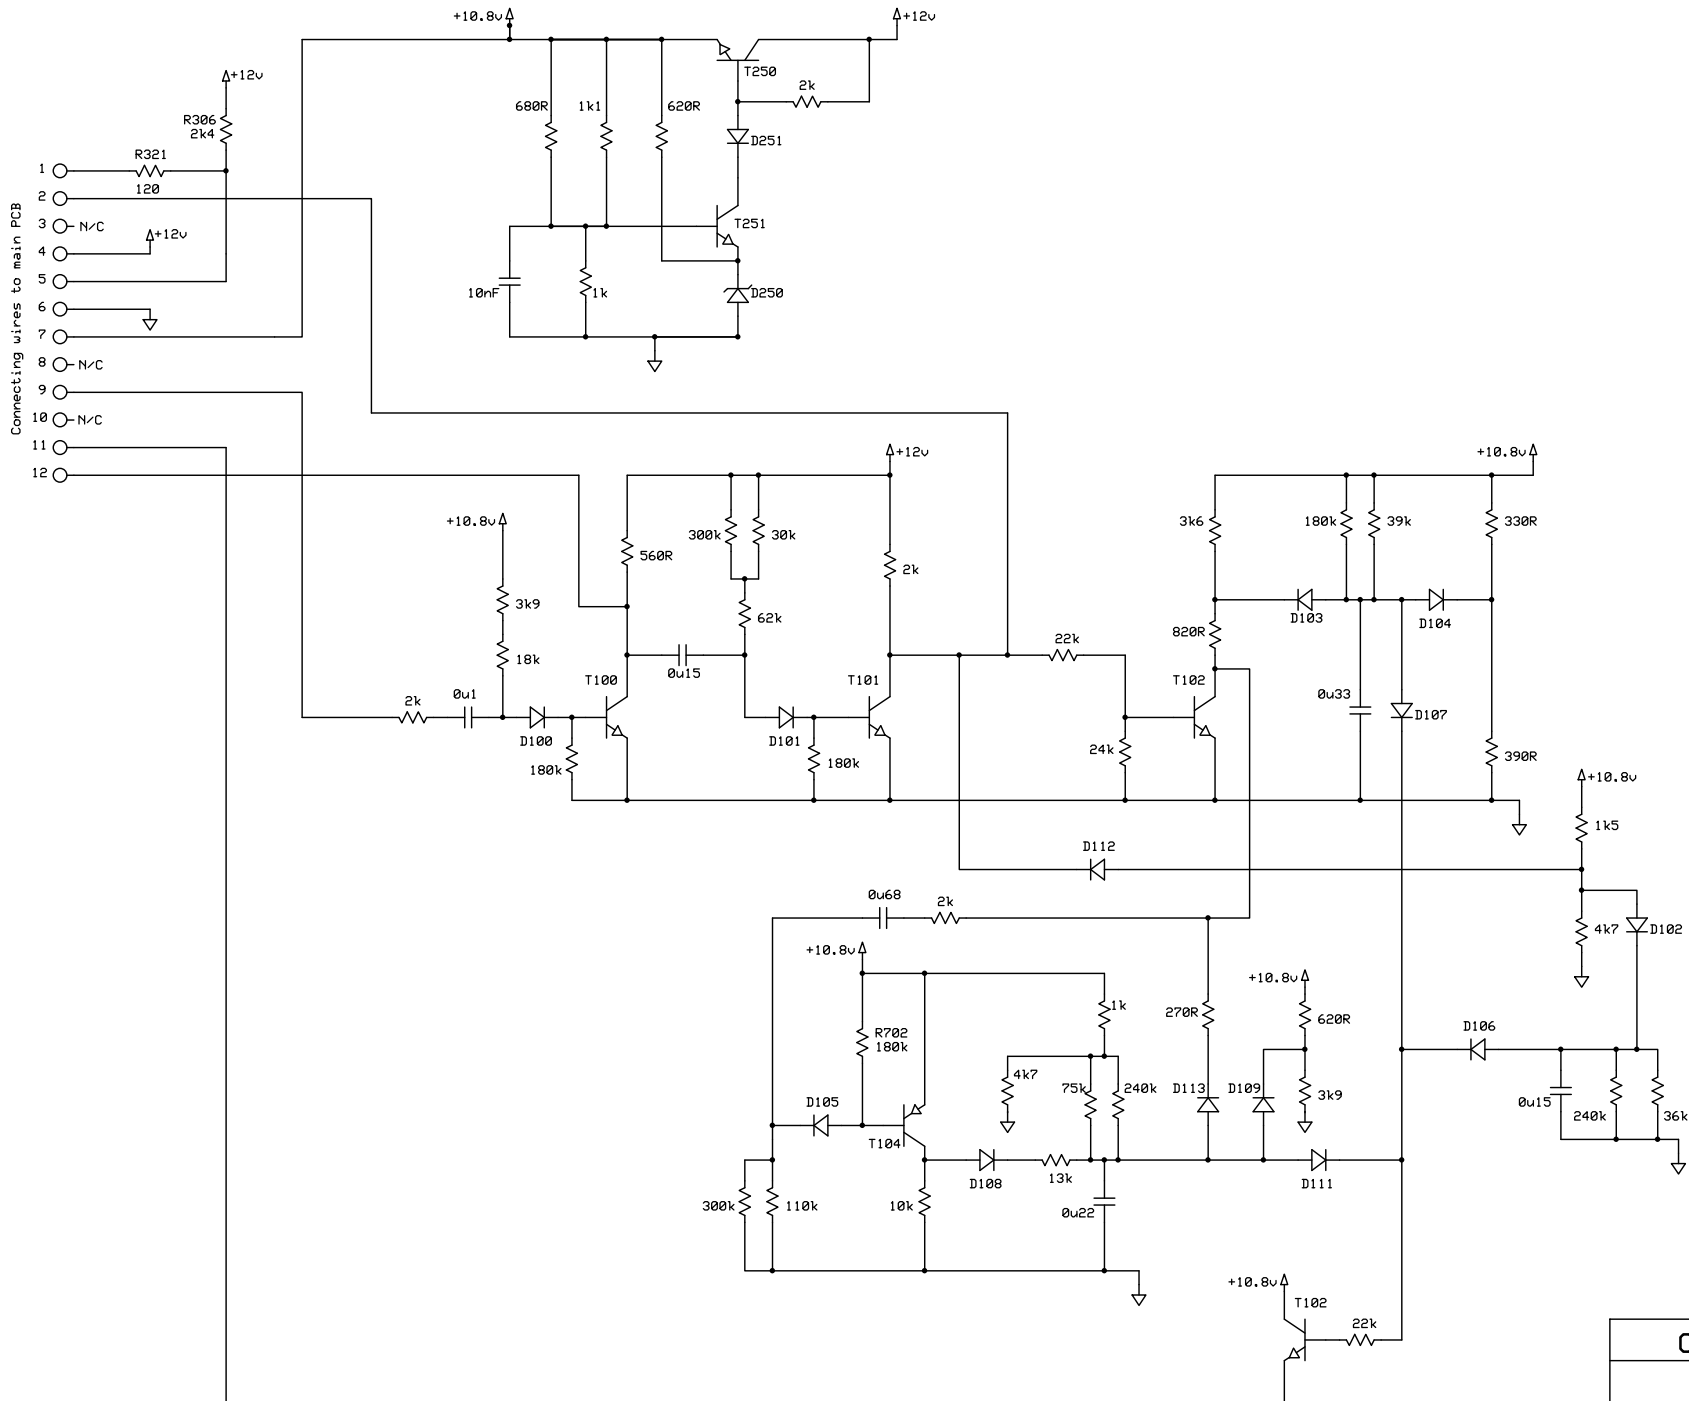 +10.8v
+12v
T250
2k
680R
1k1
620R
D251
T251
10nF
1k
D250
+12v
R306
2k4
R321
120
Connecting wires to main PCB
1
2
3 N/C
4
+12v
5
6
7
8 N/C
9
10 N/C
11
12
+12v
+10.8v
+10.8v
3k9
18k
560R
300k
30k
62k
2k
3k6
180k
39k
330R
D103
D104
820R
22k
0u15
T100
T101
T102
2k
0u1
D100
180k
D101
180k
24k
0u33
D107
390R
+10.8v
1k5
D112
4k7
D102
0u68
2k
+10.8v
R702
180k
1k
4k7
75k
240k
270R
+10.8v
620R
D113
D109
3k9
D106
0u15
240k
36k
D105
T104
D108
13k
D111
300k
110k
10k
0u22
+10.8v
T102
22k